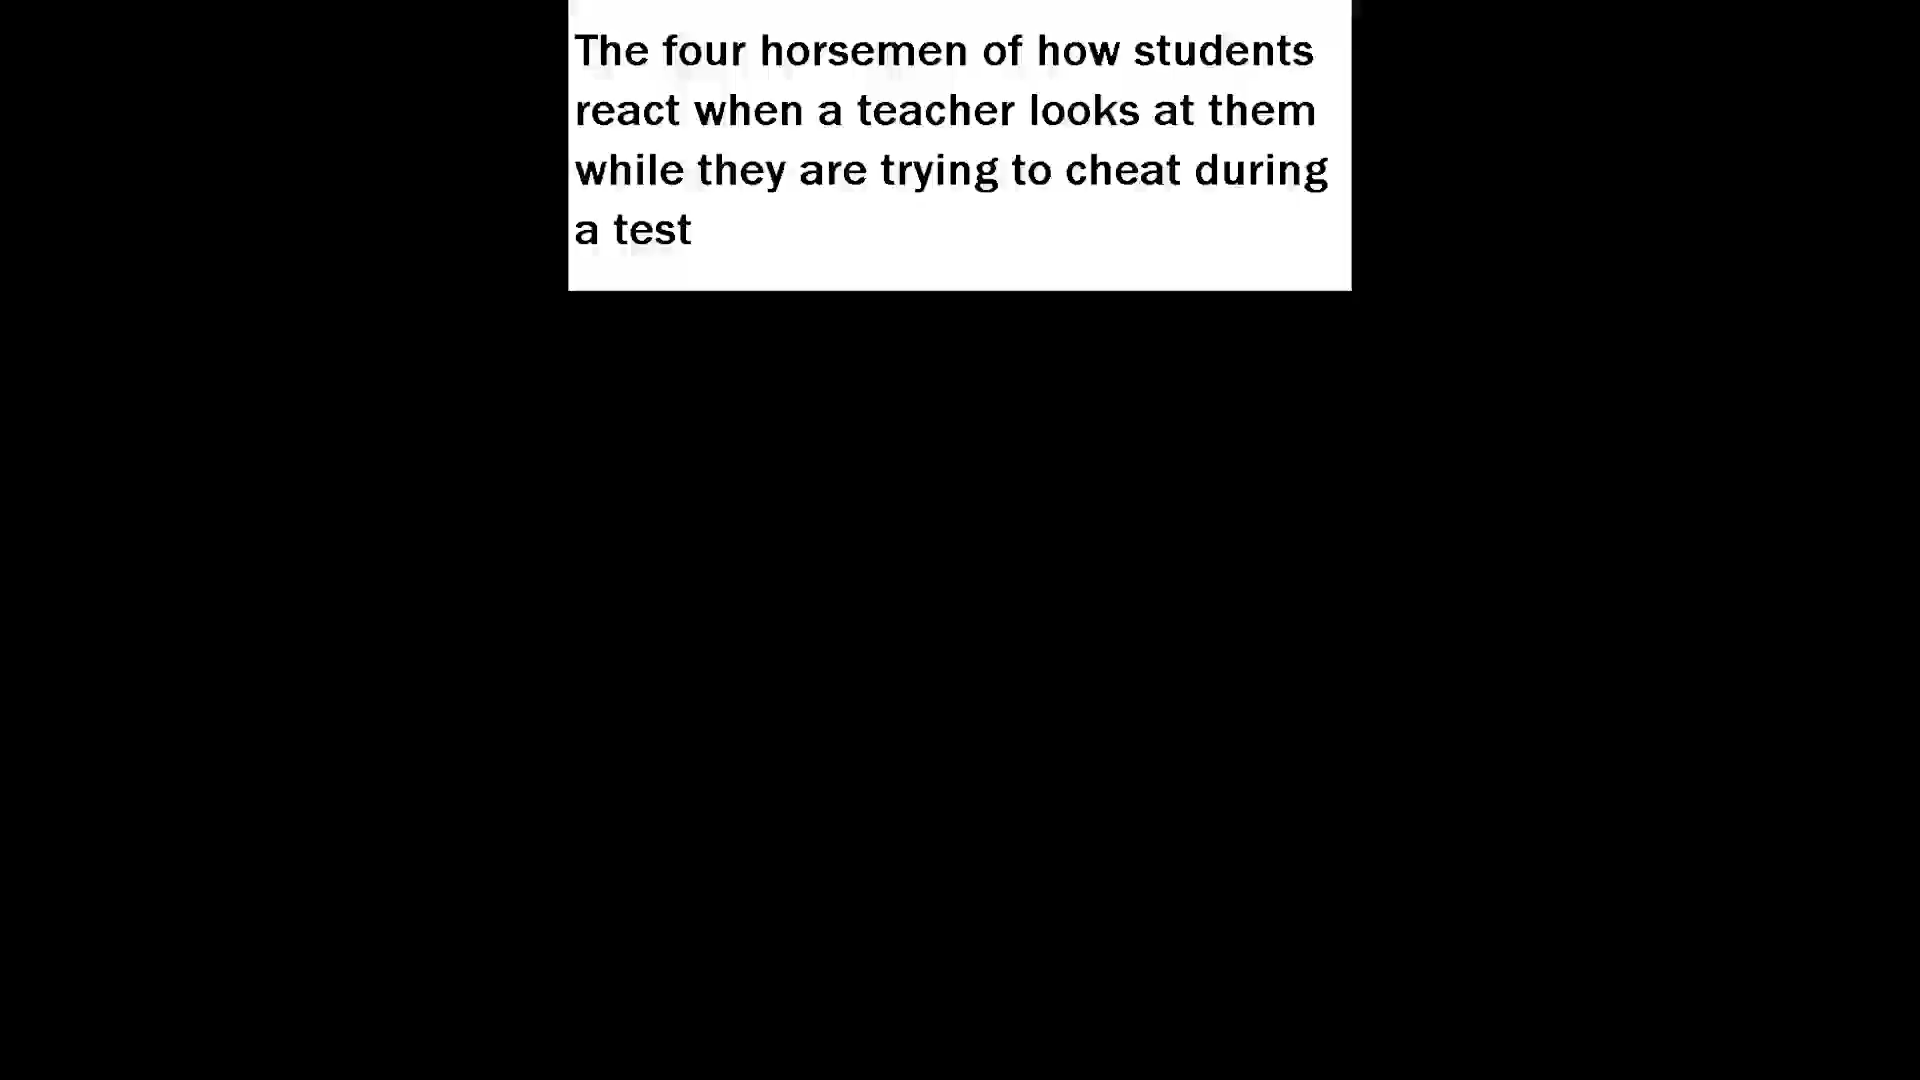 The four horsemen of how students
react when a teacher looks at them
while they are trying to cheat during
a test